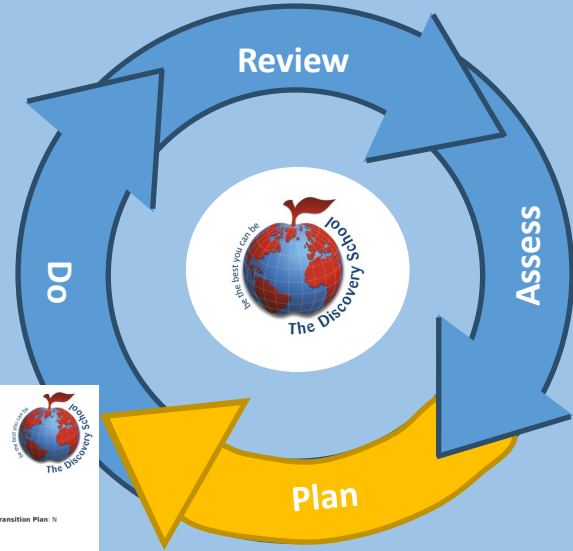 Review
Assess
Plan
Do
be the best you can be
The Discovery School
be the best you can be
The Discovery School
ransition Plan: N